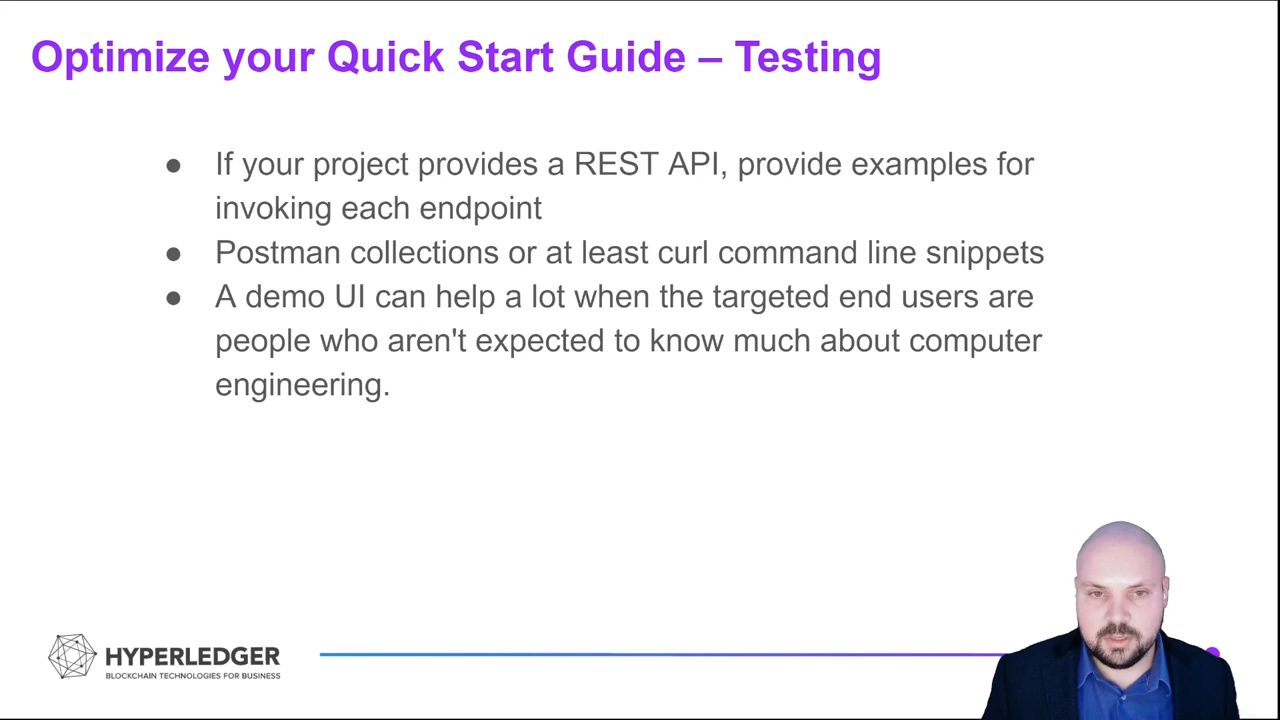 Optimize your Quick Start Guide – Testing
● If your project provides a REST API, provide examples for
invoking each endpoint
● Postman collections or at least curl command line snippets
● A demo UI can help a lot when the targeted end users are
people who aren't expected to know much about computer
engineering.
HYPERLEDGER
BLOCKCHAIN TECHNOLOGIES FOR BUSINESS